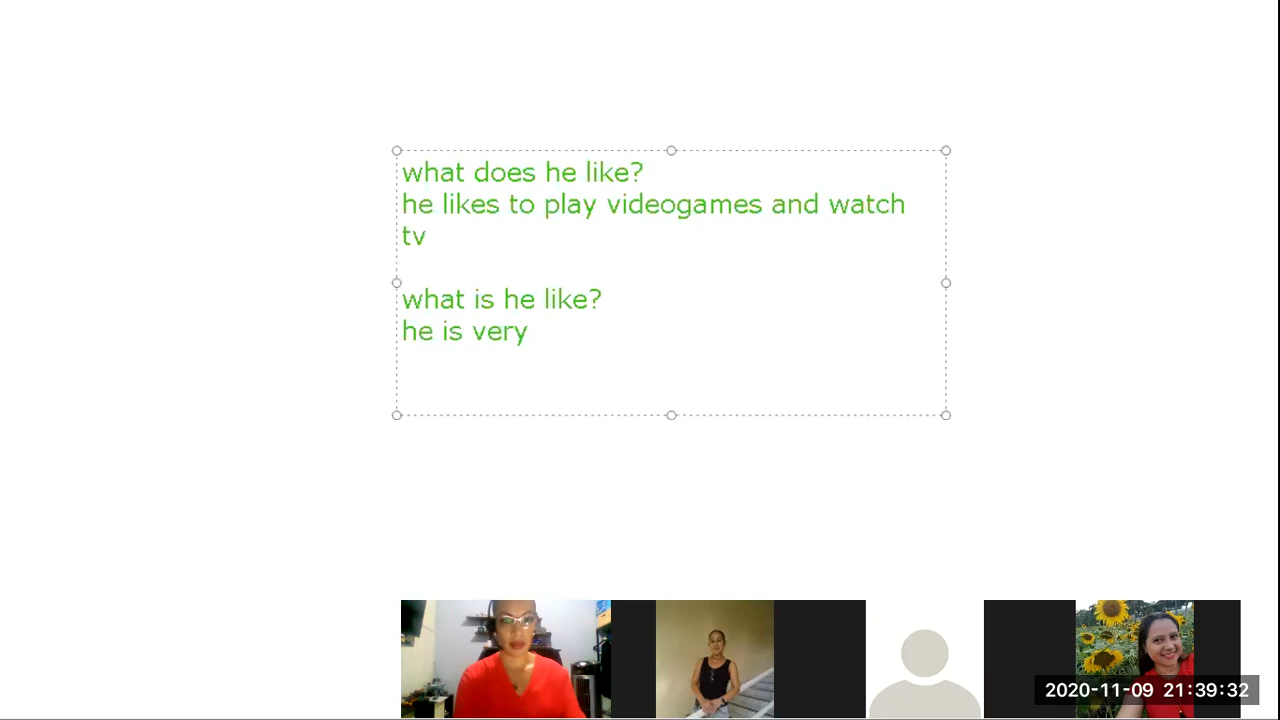 what does he like?
he likes to play videogames and watch
tv
what is he like?
he is very
2020-11-09 21:39:32